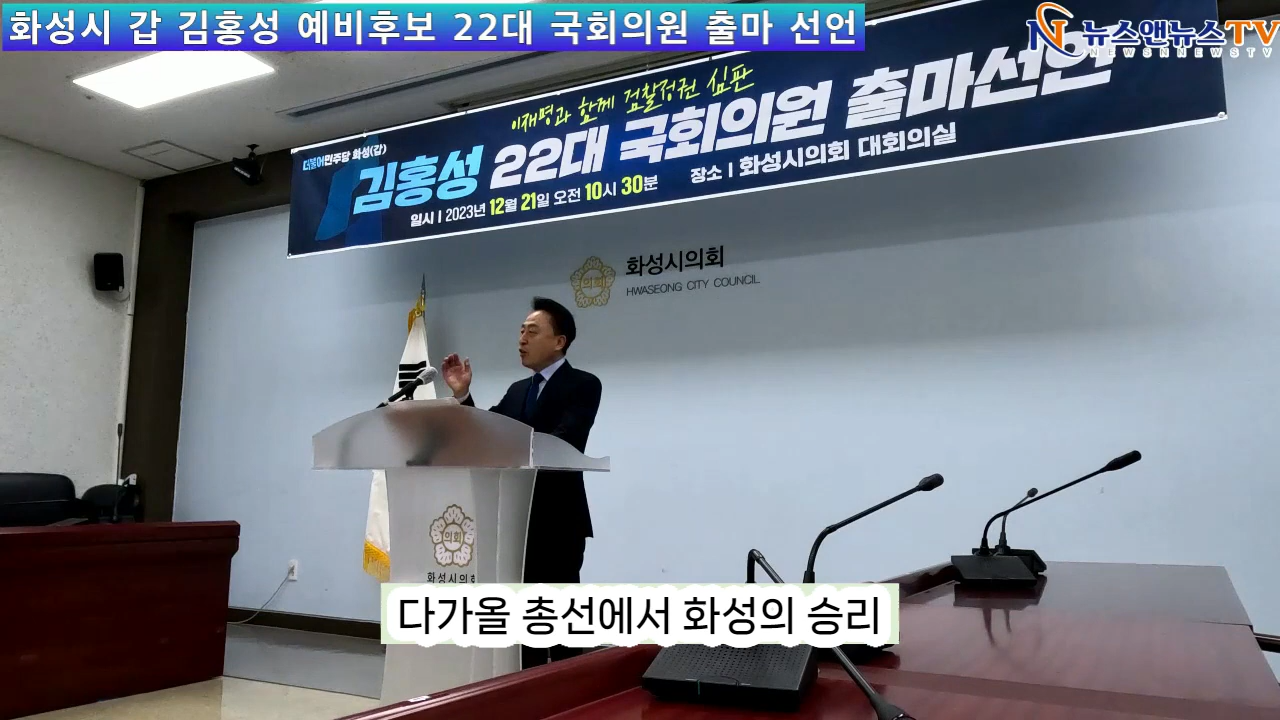 화성시 갑 김홍성 예비후보 22대 국회의원 출마 선언
뉴스앤뉴스TV
NEWSNNEWSTV
이재명과 함께 검찰정권 심판
더불어민주당 화성(갑)
김홍성 22대 국회의원 출마선언
일시 | 2023년 12월 21일 오전 10시 30분
장소 | 화성시의회 대회의실
의회
화성시의회
HWASEONG CITY COUNCIL
의회
화성시의회
다가올 총선에서 화성의 승리